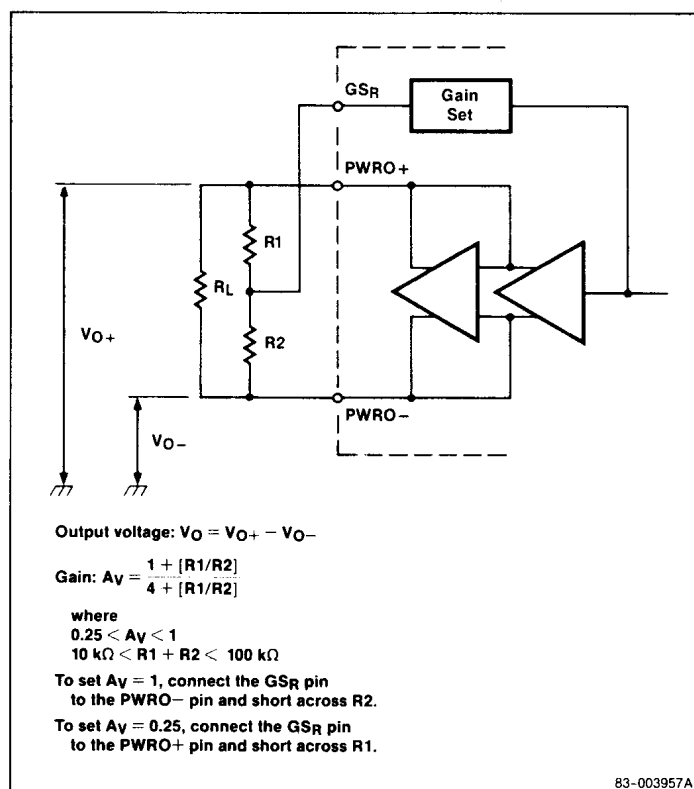 GSR
Gain
Set
PWRO+
R1
RL
R2
VO+
PWRO−
VO−
Output voltage: VO = VO+ − VO−
Gain: AV = 1 + [R1/R2]
4 + [R1/R2]
where
0.25 < AV < 1
10 kΩ < R1 + R2 < 100 kΩ
To set AV = 1, connect the GSR pin
to the PWRO− pin and short across R2.
To set AV = 0.25, connect the GSR pin
to the PWRO+ pin and short across R1.
83-003957A